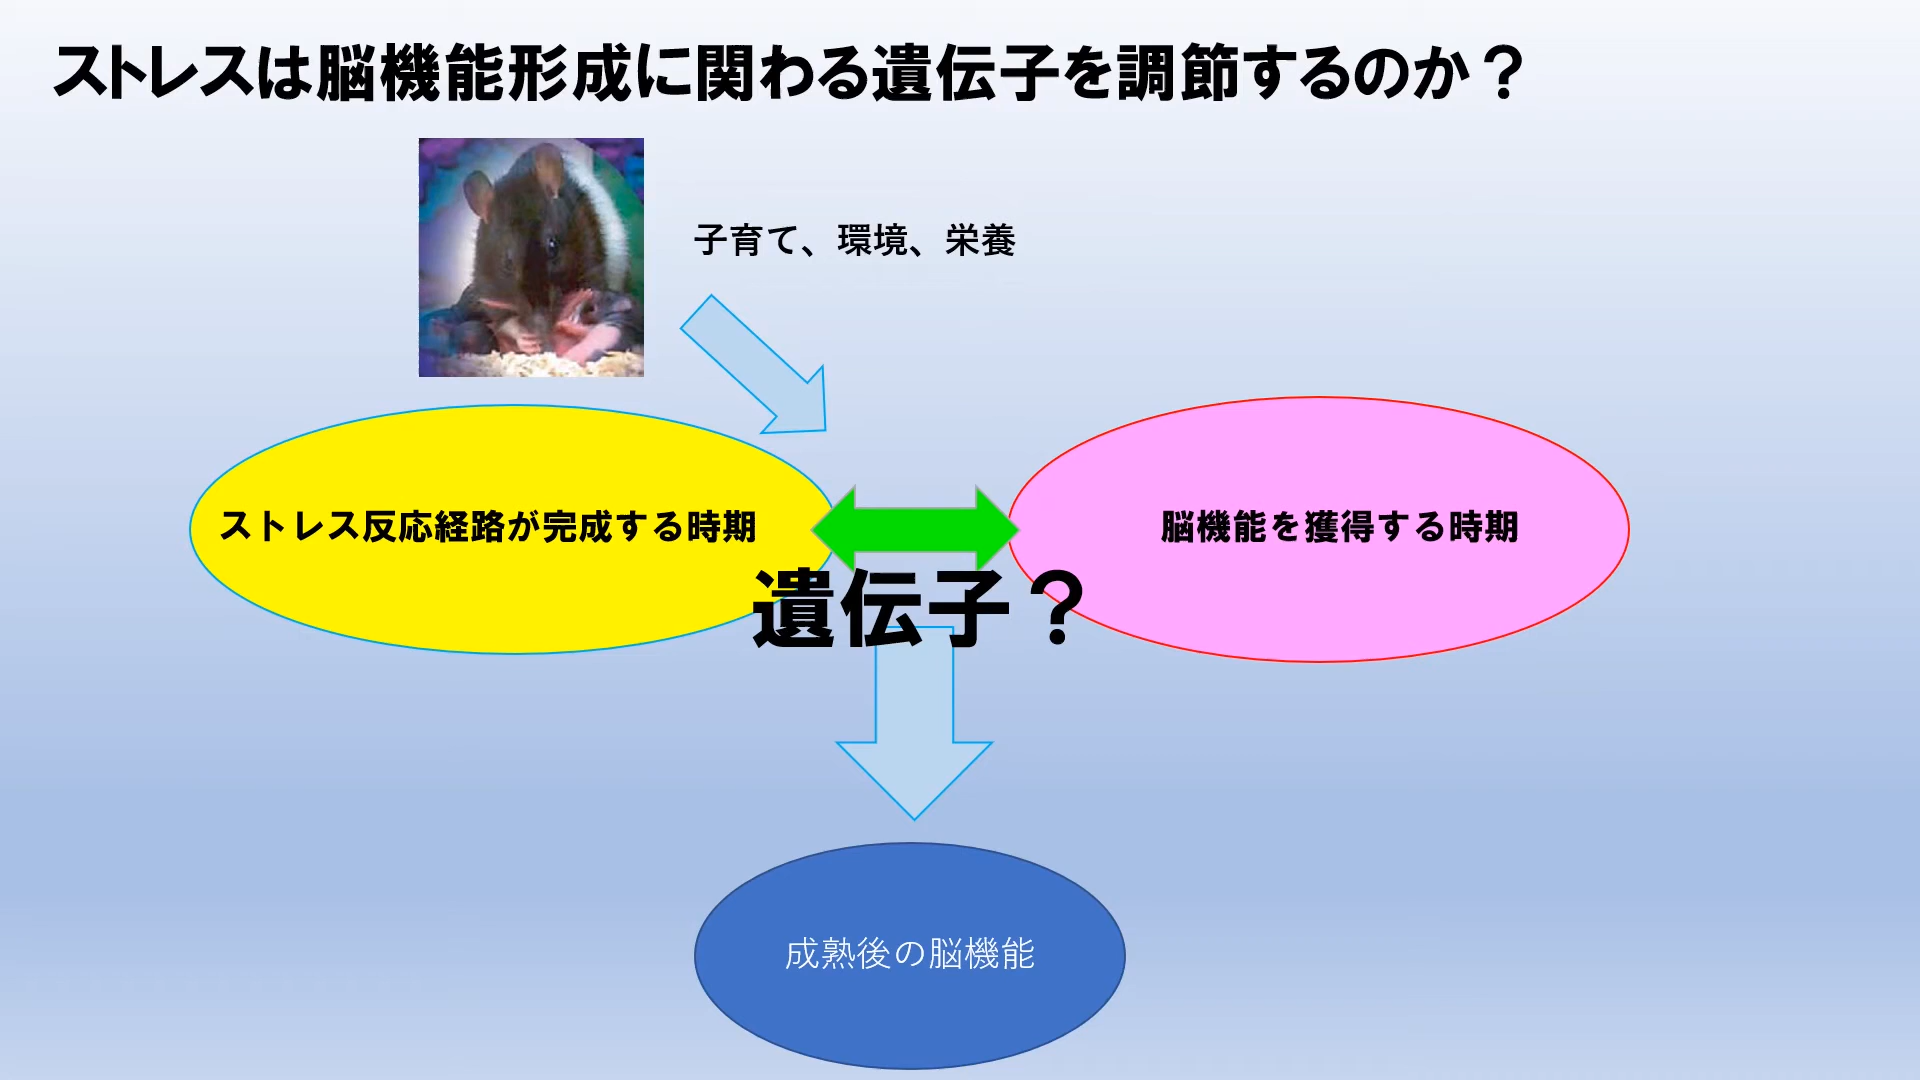 ストレスは脳機能形成に関わる遺伝子を調節するのか？
子育て、環境、栄養
ストレス反応経路が完成する時期
脳機能を獲得する時期
遺伝子？
成熟後の脳機能